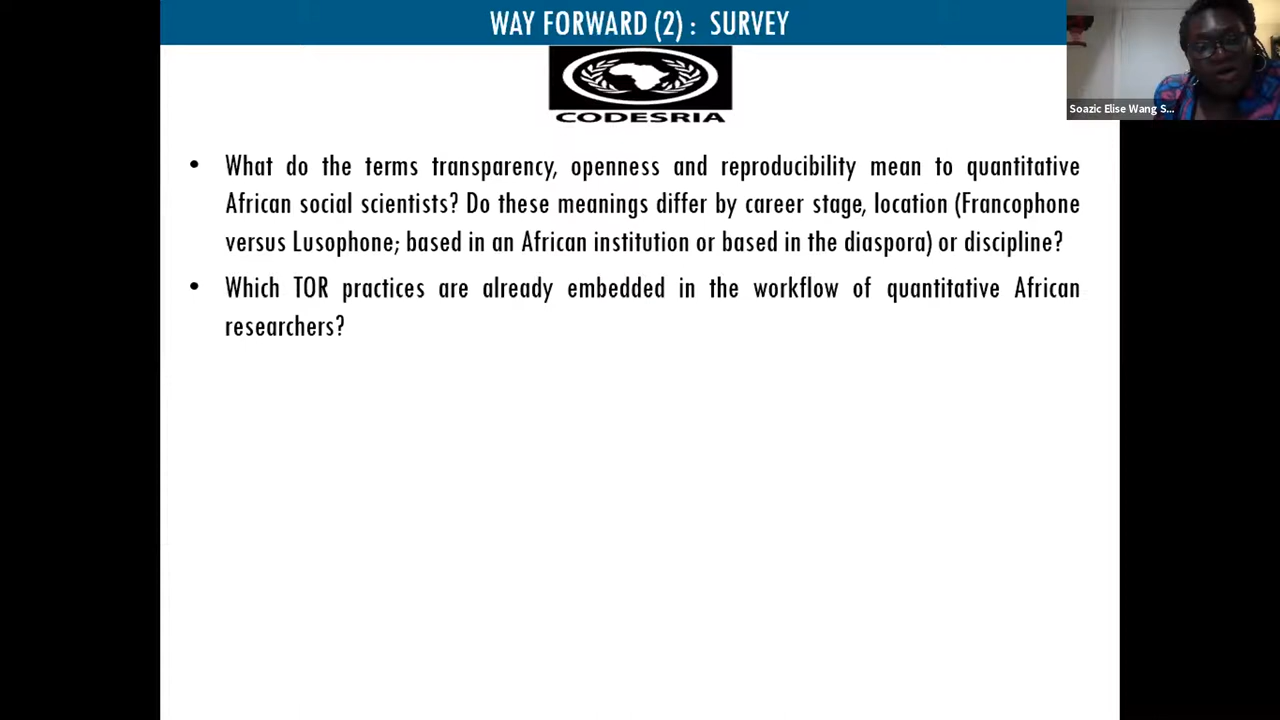 WAY FORWARD (2) : SURVEY
CODESRIA
Soazic Elise Wang S...
• What do the terms transparency, openness and reproducibility mean to quantitative
African social scientists? Do these meanings differ by career stage, location (Francophone
versus Lusophone; based in an African institution or based in the diaspora) or discipline?
• Which TOR practices are already embedded in the workflow of quantitative African
researchers?